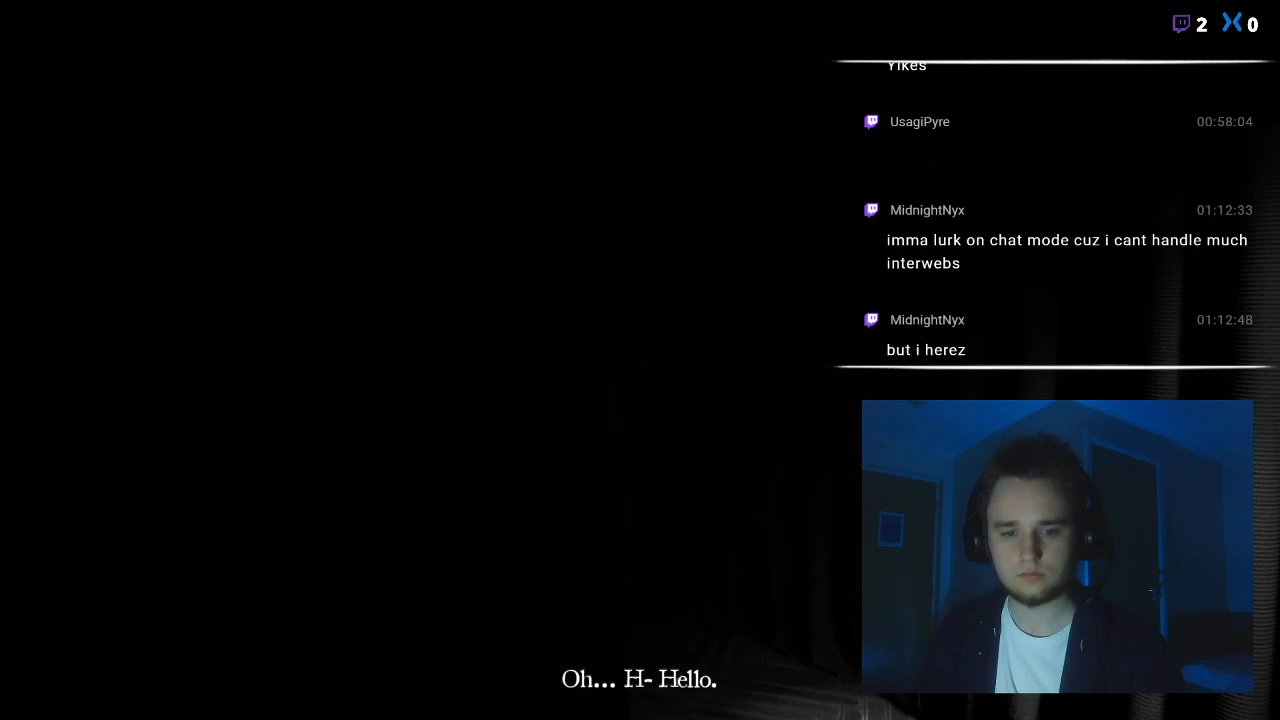 2 0
Yikes
UsagiPyre 00:58:04
MidnightNyx 01:12:33
imma lurk on chat mode cuz i cant handle much
interwebs
MidnightNyx 01:12:48
but i herez
Oh... H- Hello.